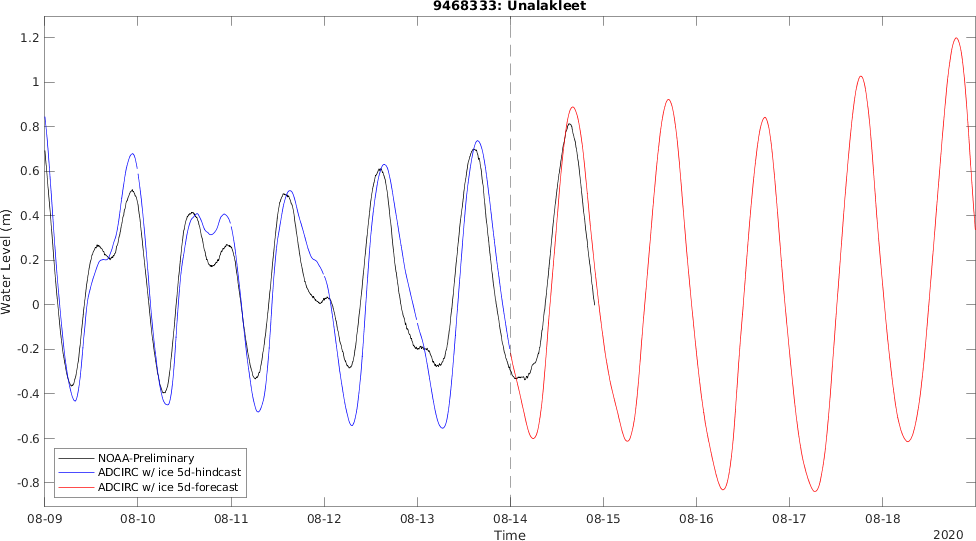 9468333: Unalakleet
Water Level (m)
1.2
1
0.8
0.6
0.4
0.2
0
-0.2
-0.4
-0.6
-0.8
NOAA-Preliminary
ADCIRC w/ ice 5d-hindcast
ADCIRC w/ ice 5d-forecast
08-09 08-10 08-11 08-12 08-13 08-14 08-15 08-16 08-17 08-18
Time
2020